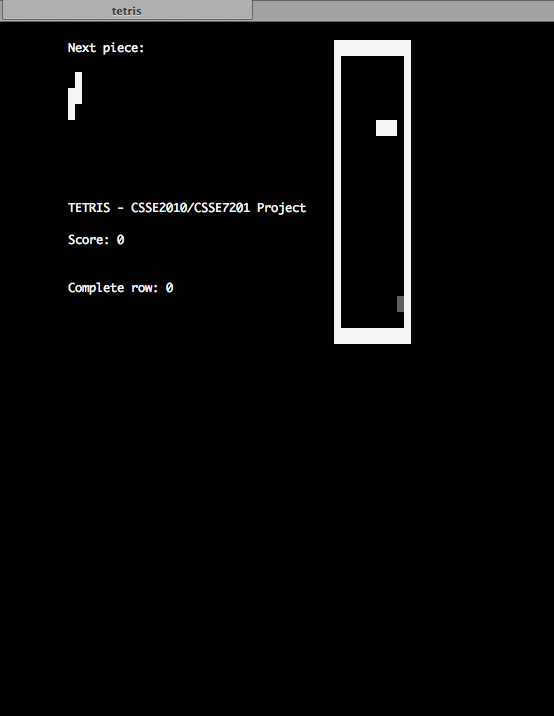 tetris
Next piece:
TETRIS - CSSE2010/CSSE7201 Project
Score: 0
Complete row: 0